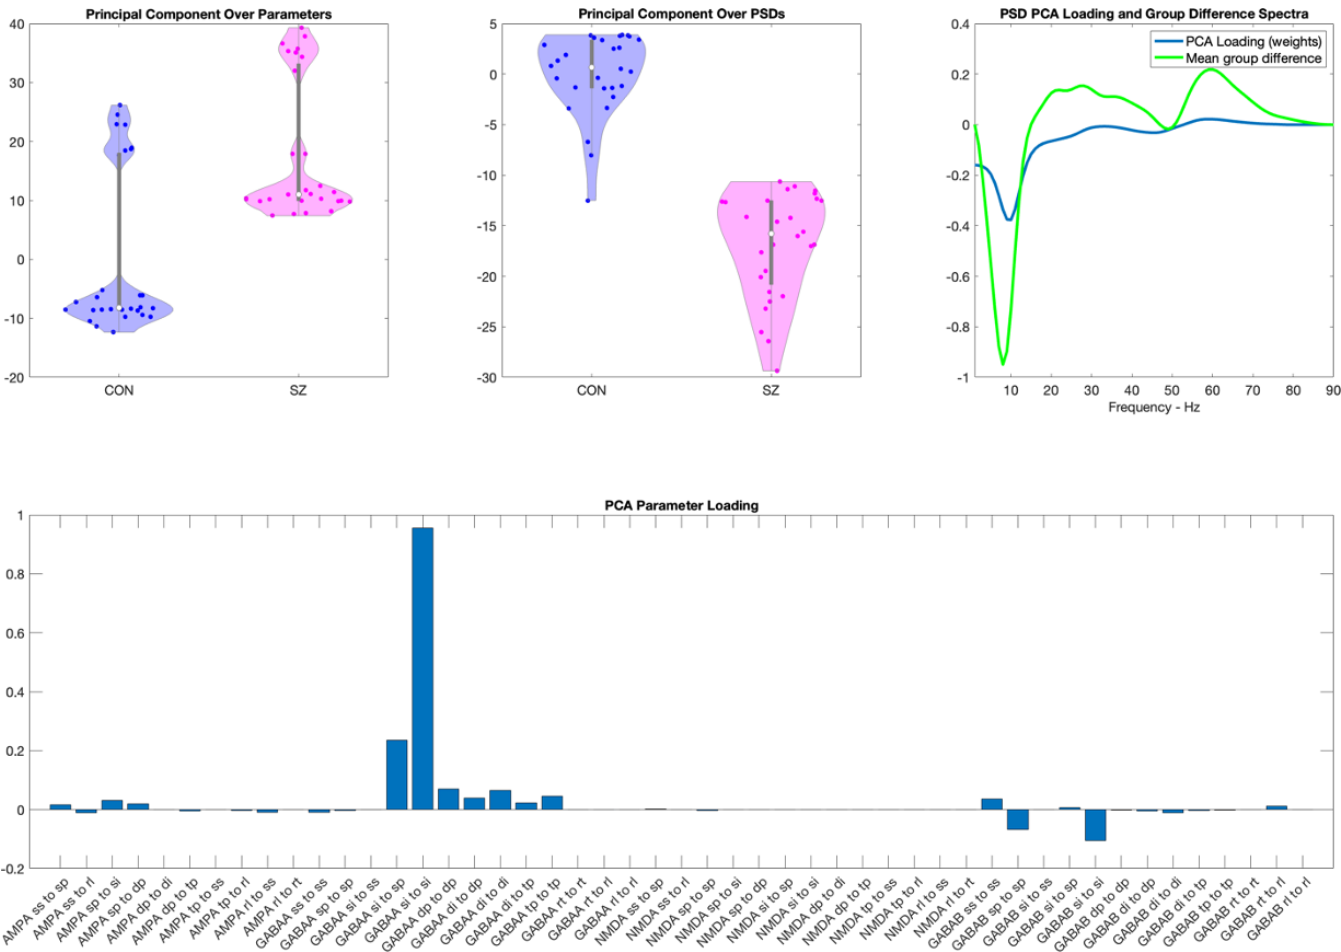 Principal Component Over Parameters
40
30
20
10
0
-10
-20
CON
SZ
Principal Component Over PSDs
5
0
-5
-10
-15
-20
-25
-30
CON
SZ
PSD PCA Loading and Group Difference Spectra
PCA Loading (weights)
Mean group difference
0.4
0.2
0
-0.2
-0.4
-0.6
-0.8
-1
10 20 30 40 50 60 70 80 90
Frequency - Hz
PCA Parameter Loading
1
0.8
0.6
0.4
0.2
0
-0.2
AMPA ss to sp
AMPA ss to rl
AMPA sp to si
AMPA sp to dp
AMPA dp to di
AMPA dp to tp
AMPA tp to ss
AMPA tp to rl
AMPA rl to ss
AMPA rl to rt
GABAA ss to ss
GABAA sp to sp
GABAA si to ss
GABAA si to sp
GABAA si to si
GABAA dp to dp
GABAA di to dp
GABAA di to di
GABAA di to tp
GABAA tp to tp
GABAA rt to rt
GABAA rt to rl
GABAA rl to rl
NMDA ss to sp
NMDA ss to rl
NMDA sp to sp
NMDA sp to si
NMDA sp to dp
NMDA si to sp
NMDA si to si
NMDA dp to di
NMDA dp to tp
NMDA tp to ss
NMDA tp to rl
NMDA rl to ss
NMDA rl to rt
GABAB ss to ss
GABAB sp to sp
GABAB si to ss
GABAB si to sp
GABAB si to si
GABAB dp to dp
GABAB di to dp
GABAB di to di
GABAB di to tp
GABAB tp to tp
GABAB rt to rt
GABAB rt to rl
GABAB rl to rl